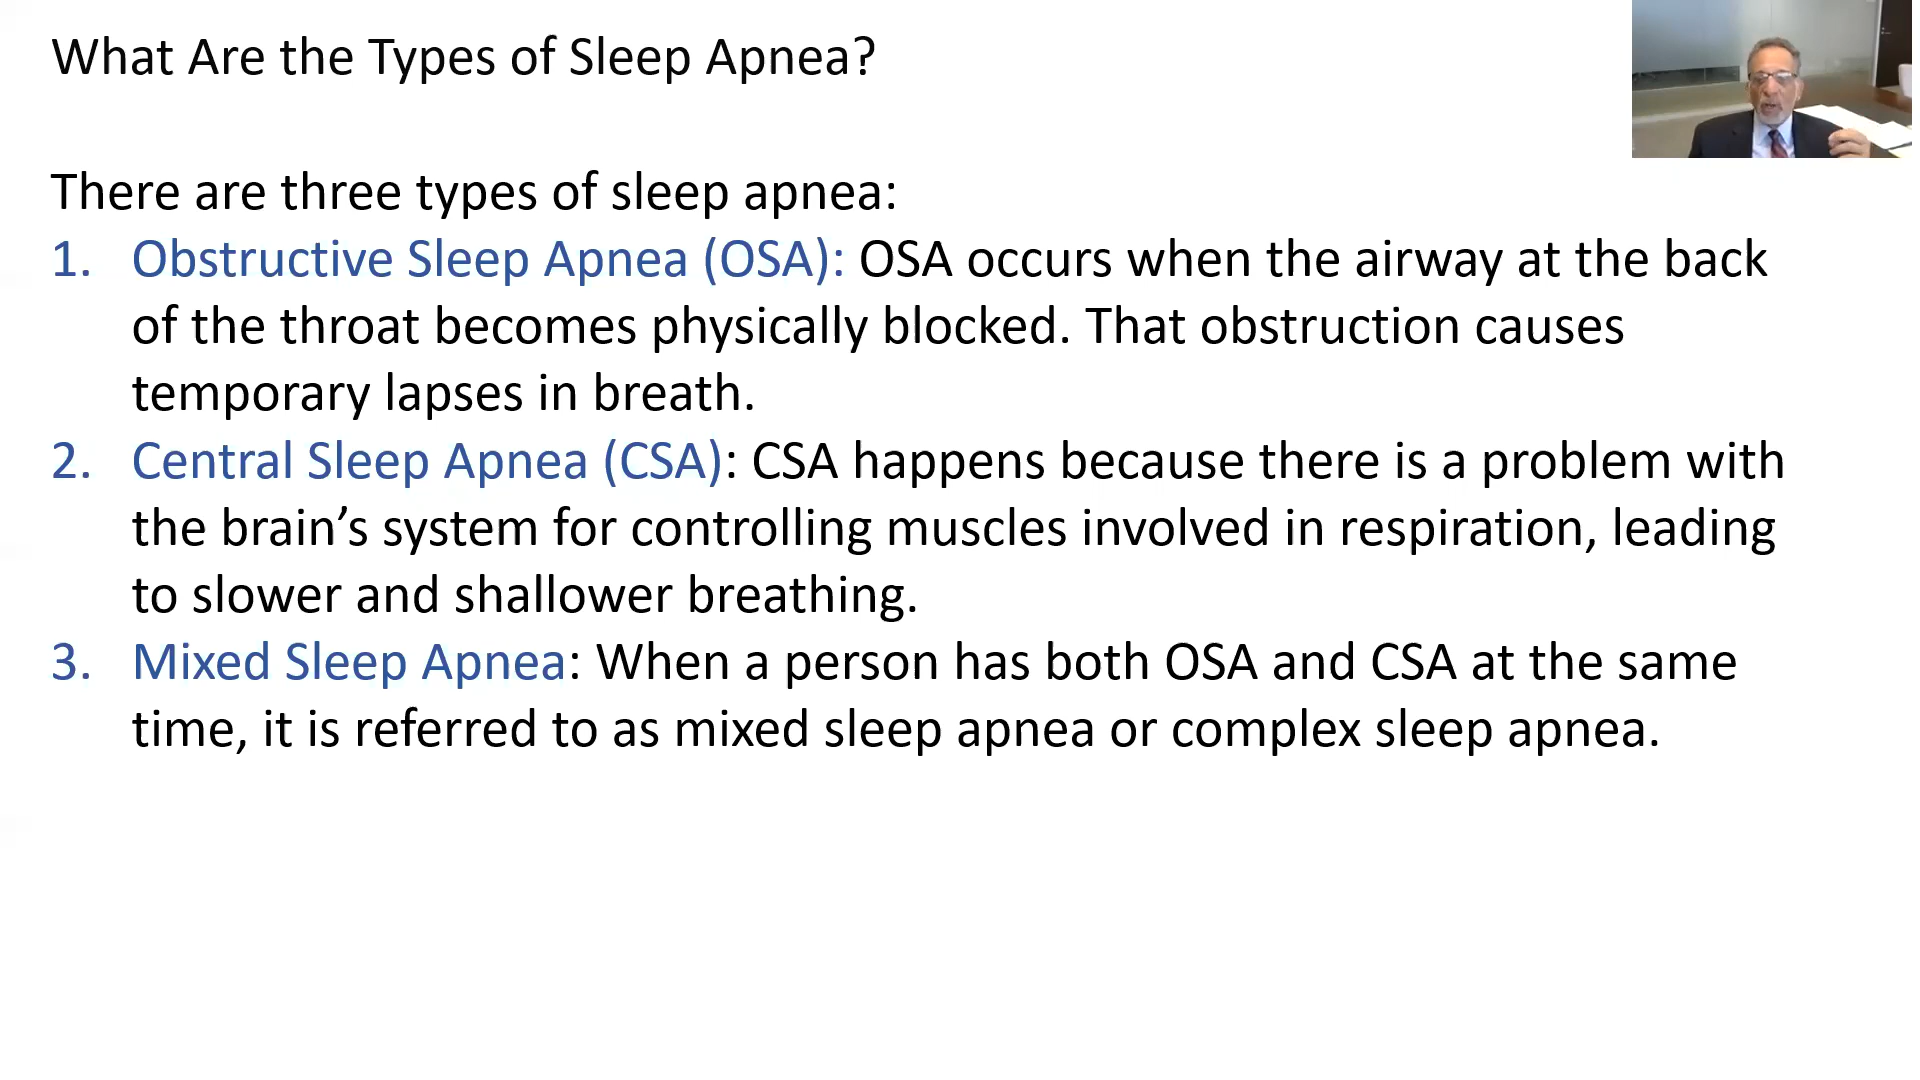 What Are the Types of Sleep Apnea?
There are three types of sleep apnea:
1. Obstructive Sleep Apnea (OSA): OSA occurs when the airway at the back
of the throat becomes physically blocked. That obstruction causes
temporary lapses in breath.
2. Central Sleep Apnea (CSA): CSA happens because there is a problem with
the brain’s system for controlling muscles involved in respiration, leading
to slower and shallower breathing.
3. Mixed Sleep Apnea: When a person has both OSA and CSA at the same
time, it is referred to as mixed sleep apnea or complex sleep apnea.